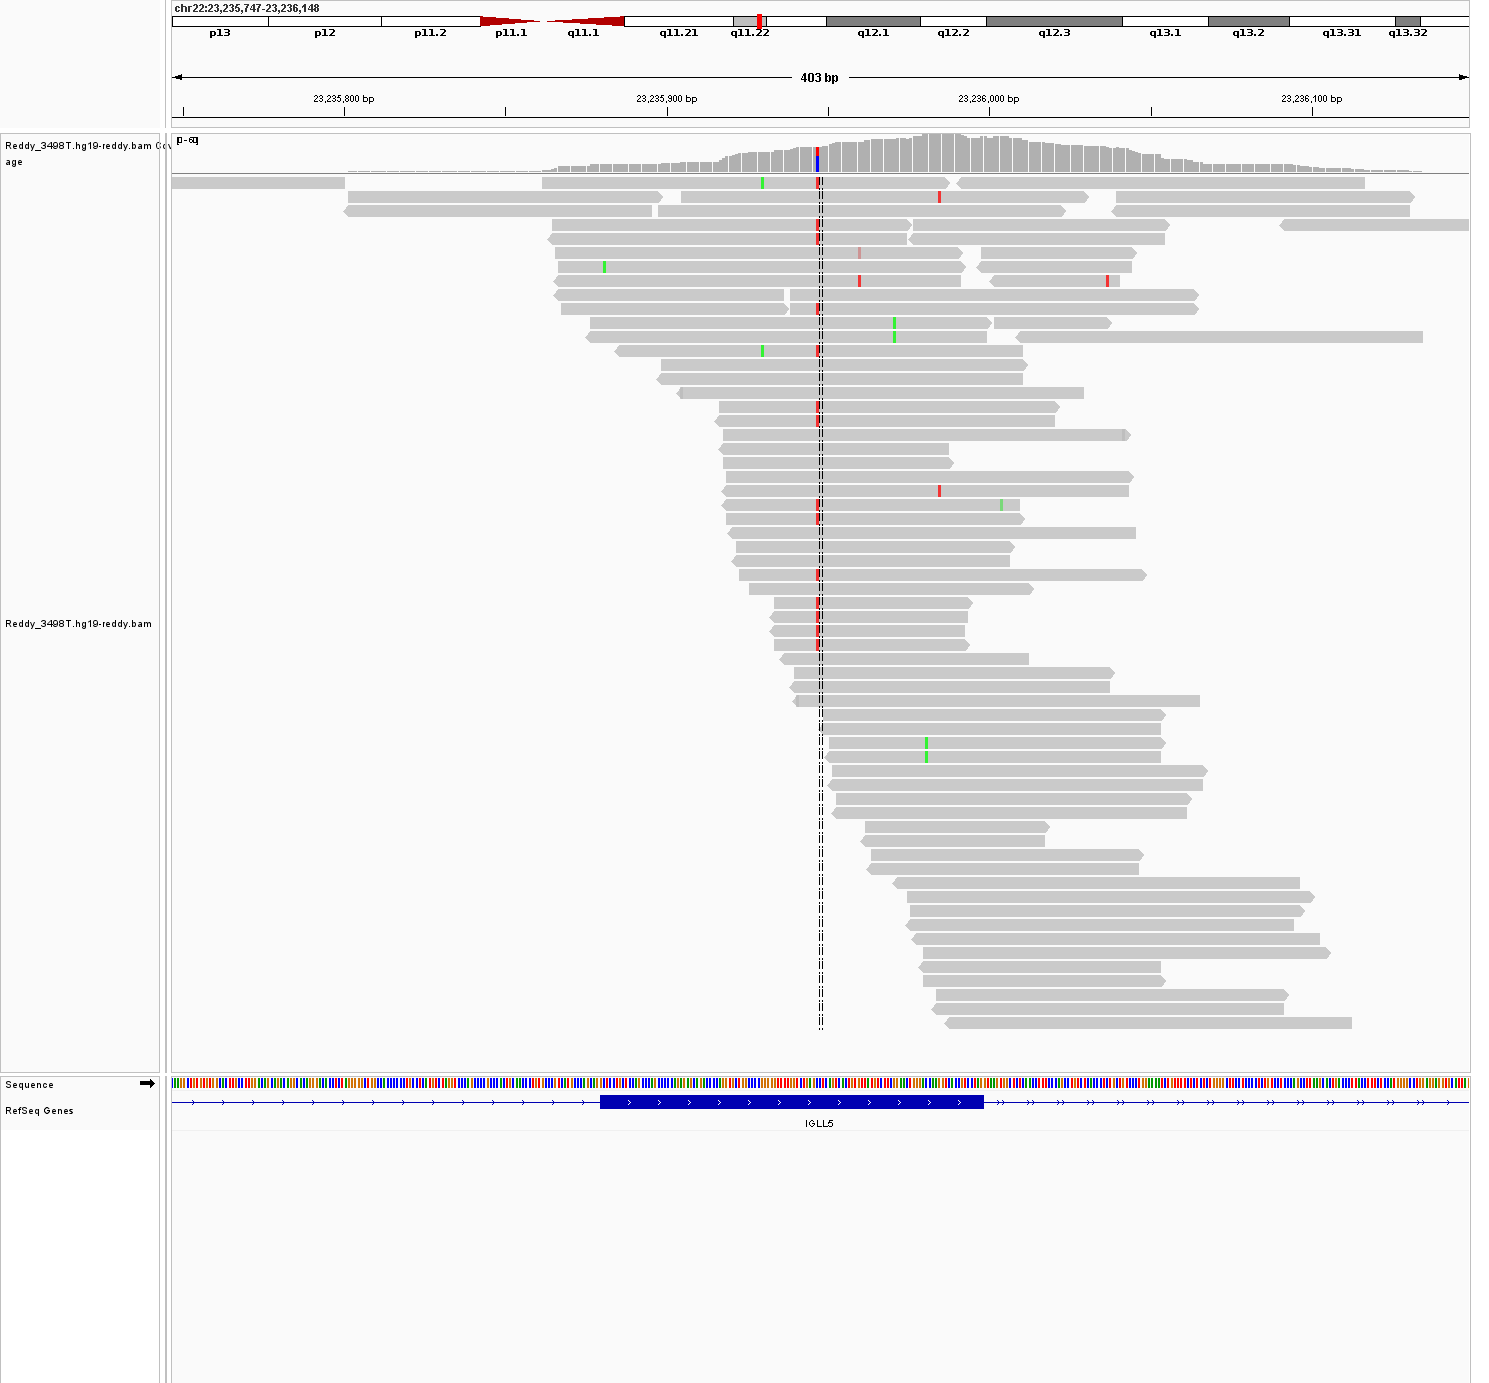 chr22:23,235,747-23,236,148
p13 p12 p11.2 p11.1 q11.1 q11.21 q11.22 q12.1 q12.2 q12.3 q13.1 q13.2 q13.31 q13.32
403 bp
23,235,800 bp 23,235,900 bp 23,236,000 bp 23,236,100 bp
[0 - 60]
Reddy_3498T.hg19-reddy.bam Cov
age
Reddy_3498T.hg19-reddy.bam
Sequence
RefSeq Genes
IGLL5